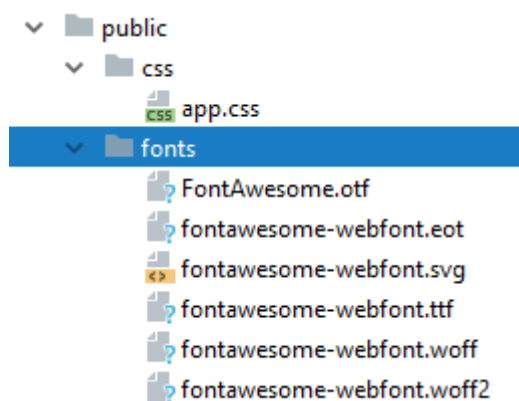 public
css
CSS app.css
fonts
FontAwesome.otf
fontawesome-webfont.eot
fontawesome-webfont.svg
fontawesome-webfont.ttf
fontawesome-webfont.woff
fontawesome-webfont.woff2